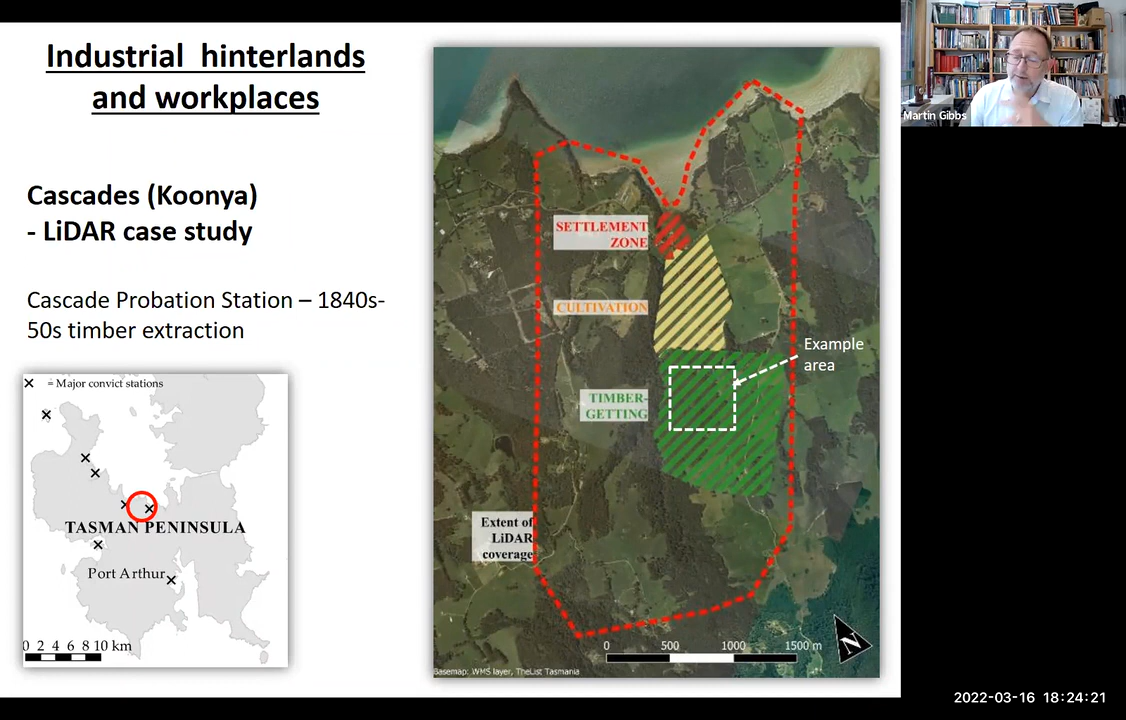 Industrial hinterlands
and workplaces
Cascades (Koonya)
- LiDAR case study
Cascade Probation Station – 1840s-
50s timber extraction
× = Major convict stations
TASMAN PENINSULA
Port Arthur
0 2 4 6 8 10 km
SETTLEMENT
ZONE
CULTIVATION
Example
area
TIMBER-
GETTING
Extent of
LiDAR
coverage
N
0 500 1000 1500 m
Basemap: WMS layer, TheList Tasmania
Martin Gibbs
2022-03-16 18:24:21